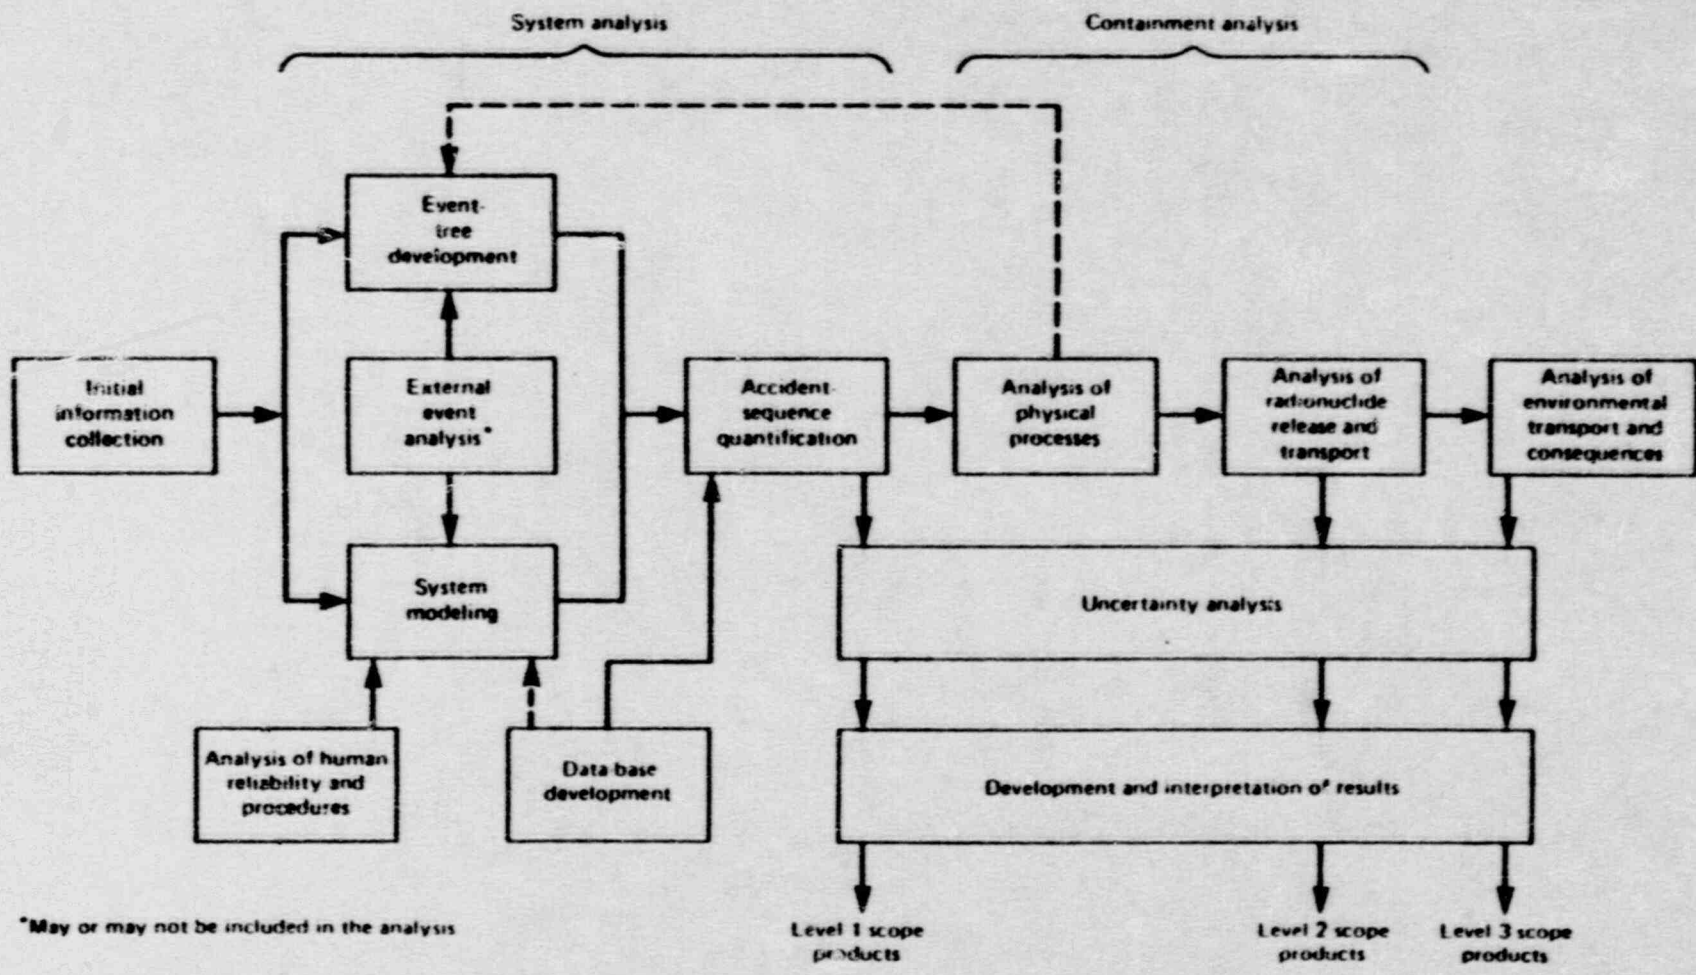 System analysis
Containment analysis
Event-
tree
development
Initial
information
collection
External
event
analysis*
Accident-
sequence
quantification
Analysis of
physical
processes
Analysis of
radionuclide
release and
transport
Analysis of
environmental
transport and
consequences
System
modeling
Uncertainty analysis
Analysis of human
reliability and
procedures
Data-base
development
Development and interpretation of results
*May or may not be included in the analysis
Level 1 scope
products
Level 2 scope
products
Level 3 scope
products